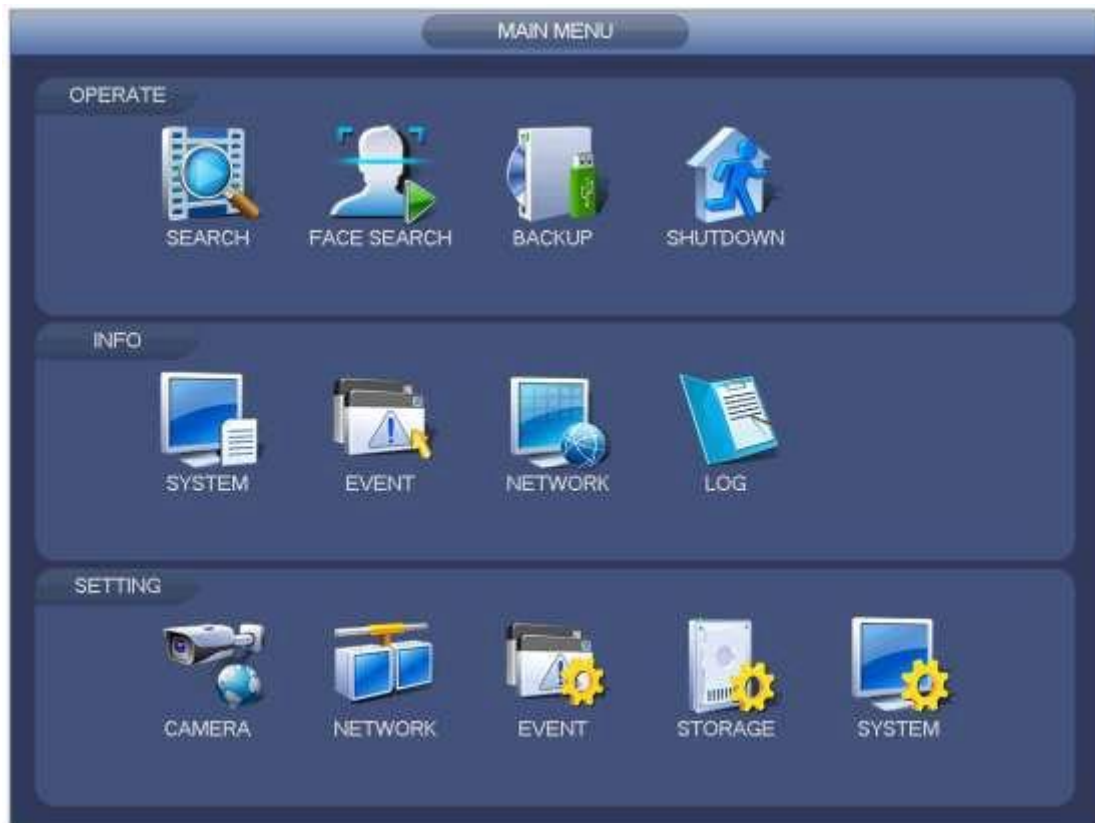 MAIN MENU
OPERATE
SEARCH FACE SEARCH BACKUP SHUTDOWN
INFO
SYSTEM EVENT NETWORK LOG
SETTING
CAMERA NETWORK EVENT STORAGE SYSTEM